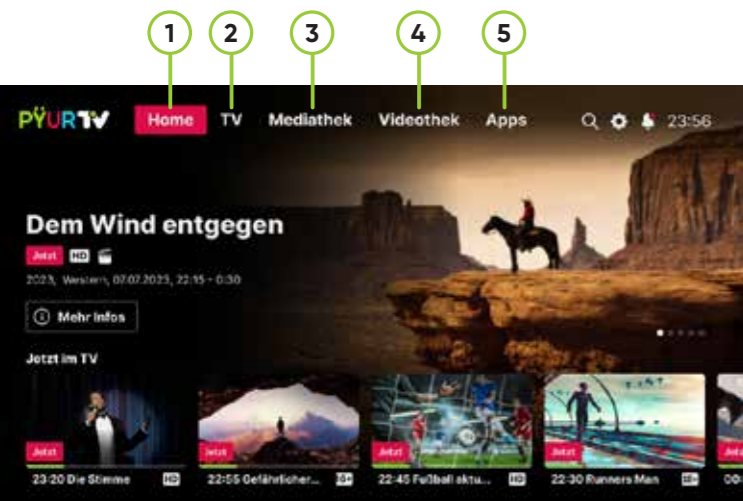 1 2 3 4 5
PŸUR TV Home TV Mediathek Videothek Apps 23:56
Dem Wind entgegen
Jetzt HD
2023, Western, 07.07.2023, 22:15 - 0:30
Mehr Infos
Jetzt im TV
Jetzt Jetzt Jetzt Jetzt
23:20 Die Stimme HD 22:55 Gefährlicher... 22:45 Fußball aktu... HD 22:30 Runners Man